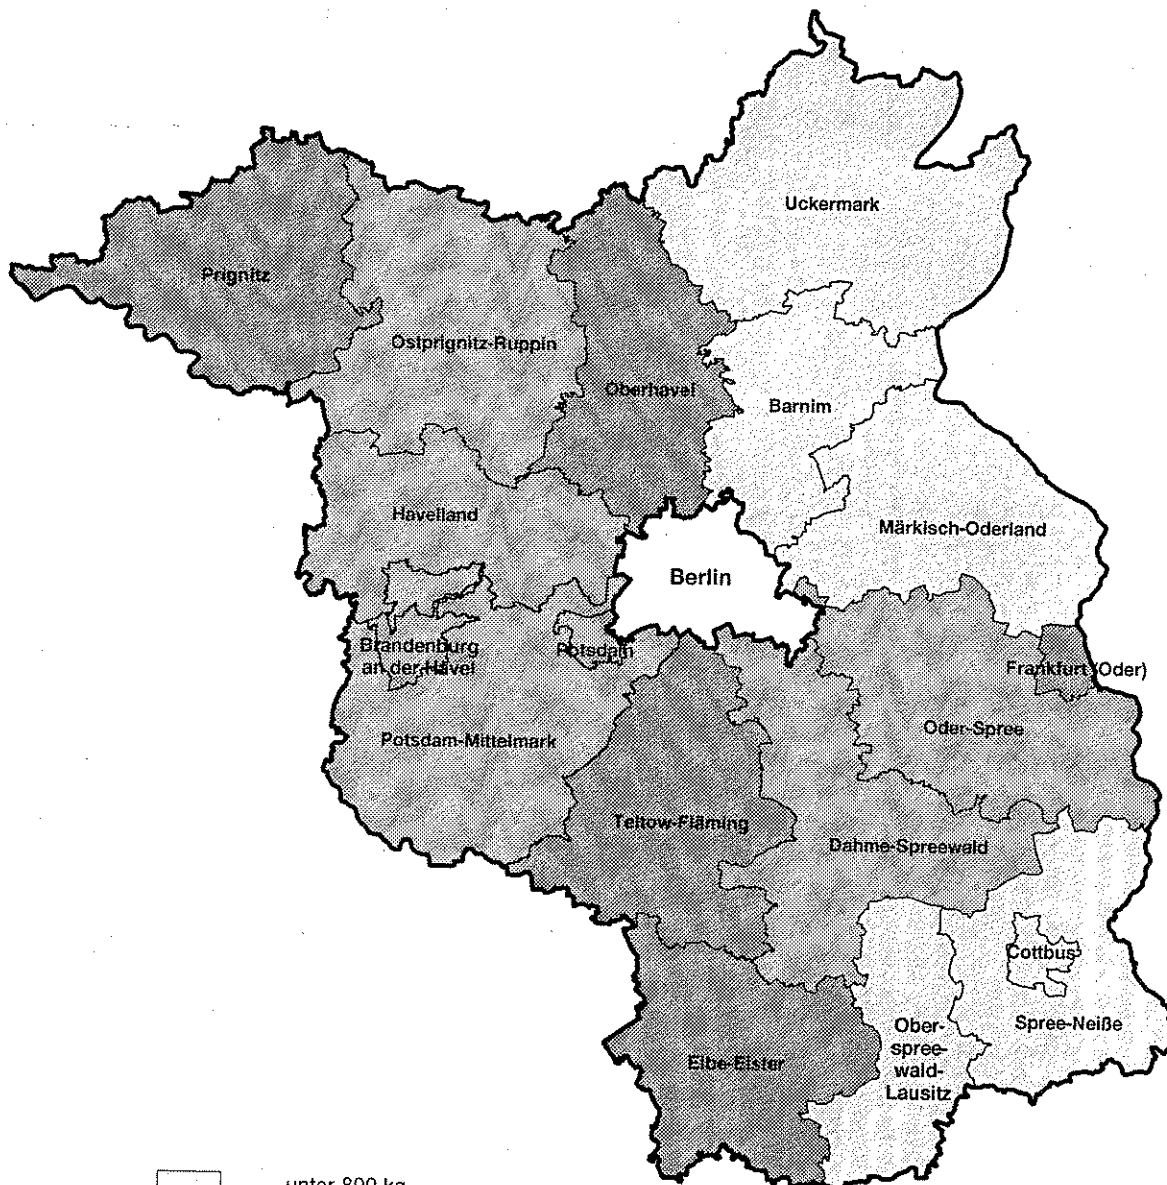 Uckermark
Prignitz
Ostprignitz-Ruppin
Oberhavel
Barnim
Havelland
Märkisch-Oderland
Berlin
Brandenburg
an der Havel
Potsdam
Frankfurt (Oder)
Potsdam-Mittelmark
Oder-Spree
Teltow-Fläming
Dahme-Spreewald
Cottbus
Spree-Neiße
Ober-
spree-
wald-
Lausitz
Elbe-Elster
unter 800 kg